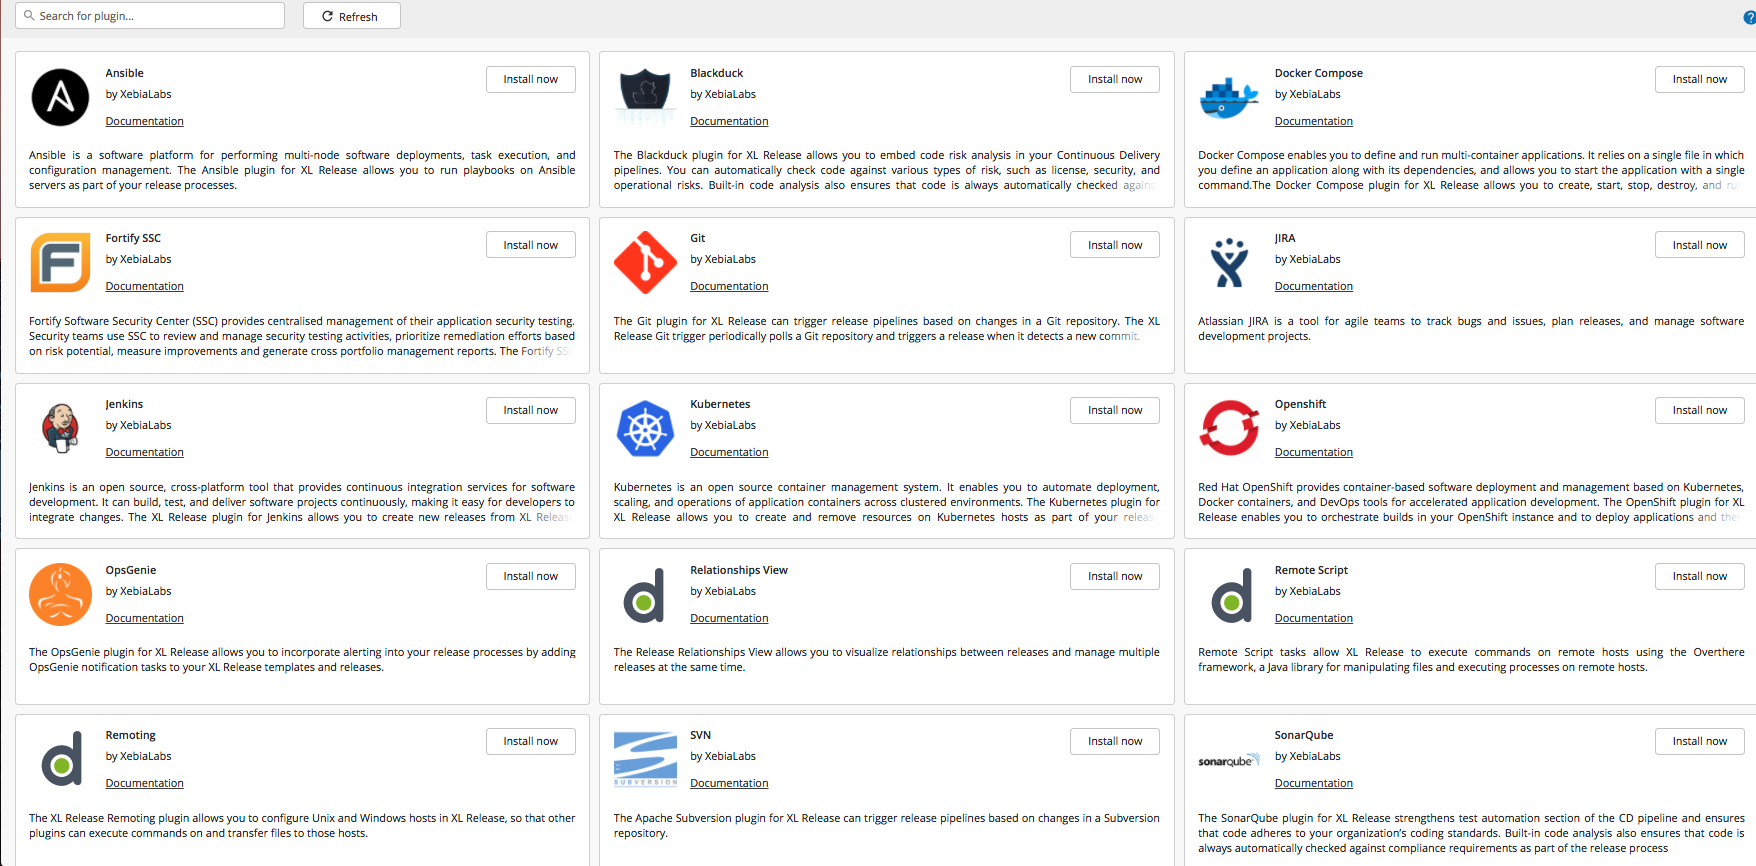 Search for plugin...
Refresh
?
Ansible
by XebiaLabs
Documentation
Install now
Ansible is a software platform for performing multi-node software deployments, task execution, and
configuration management. The Ansible plugin for XL Release allows you to run playbooks on Ansible
servers as part of your release processes.
Blackduck
by XebiaLabs
Documentation
Install now
The Blackduck plugin for XL Release allows you to embed code risk analysis in your Continuous Delivery
pipelines. You can automatically check code against various types of risk, such as license, security, and
operational risks. Built-in code analysis also ensures that code is always automatically checked agains
Docker Compose
by XebiaLabs
Documentation
Install now
Docker Compose enables you to define and run multi-container applications. It relies on a single file in which
you define an application along with its dependencies, and allows you to start the application with a single
command.The Docker Compose plugin for XL Release allows you to create, start, stop, destroy, and
Fortify SSC
by XebiaLabs
Documentation
Install now
Fortify Software Security Center (SSC) provides centralised management of their application security testing.
Security teams use SSC to review and manage security testing activities, prioritize remediation efforts based
on risk potential, measure improvements and generate cross portfolio management reports. The Fortify SSC
Git
by XebiaLabs
Documentation
Install now
The Git plugin for XL Release can trigger release pipelines based on changes in a Git repository. The XL
Release Git trigger periodically polls a Git repository and triggers a release when it detects a new commit.
JIRA
by XebiaLabs
Documentation
Install now
Atlassian JIRA is a tool for agile teams to track bugs and issues, plan releases, and manage software
development projects.
Jenkins
by XebiaLabs
Documentation
Install now
Jenkins is an open source, cross-platform tool that provides continuous integration services for software
development. It can build, test, and deliver software projects continuously, making it easy for developers to
integrate changes. The XL Release plugin for Jenkins allows you to create new releases from XL Release
Kubernetes
by XebiaLabs
Documentation
Install now
Kubernetes is an open source container management system. It enables you to automate deployment,
scaling, and operations of application containers across clustered environments. The Kubernetes plugin for
XL Release allows you to create and remove resources on Kubernetes hosts as part of your release
Openshift
by XebiaLabs
Documentation
Install now
Red Hat OpenShift provides container-based software deployment and management based on Kubernetes,
Docker containers, and DevOps tools for accelerated application development. The OpenShift plugin for XL
Release enables you to orchestrate builds in your OpenShift instance and to deploy applications and
OpsGenie
by XebiaLabs
Documentation
Install now
The OpsGenie plugin for XL Release allows you to incorporate alerting into your release processes by adding
OpsGenie notification tasks to your XL Release templates and releases.
Relationships View
by XebiaLabs
Documentation
Install now
The Release Relationships View allows you to visualize relationships between releases and manage multiple
releases at the same time.
Remote Script
by XebiaLabs
Documentation
Install now
Remote Script tasks allow XL Release to execute commands on remote hosts using the Overthere
framework, a Java library for manipulating files and executing processes on remote hosts.
Remoting
by XebiaLabs
Documentation
Install now
The XL Release Remoting plugin allows you to configure Unix and Windows hosts in XL Release, so that other
plugins can execute commands on and transfer files to those hosts.
SUBVERSION
SVN
by XebiaLabs
Documentation
Install now
The Apache Subversion plugin for XL Release can trigger release pipelines based on changes in a Subversion
repository.
sonarqube
SonarQube
by XebiaLabs
Documentation
Install now
The SonarQube plugin for XL Release strengthens test automation section of the CD pipeline and ensures
that code adheres to your organization's coding standards. Built-in code analysis also ensures that code is
always automatically checked against compliance requirements as part of the release process